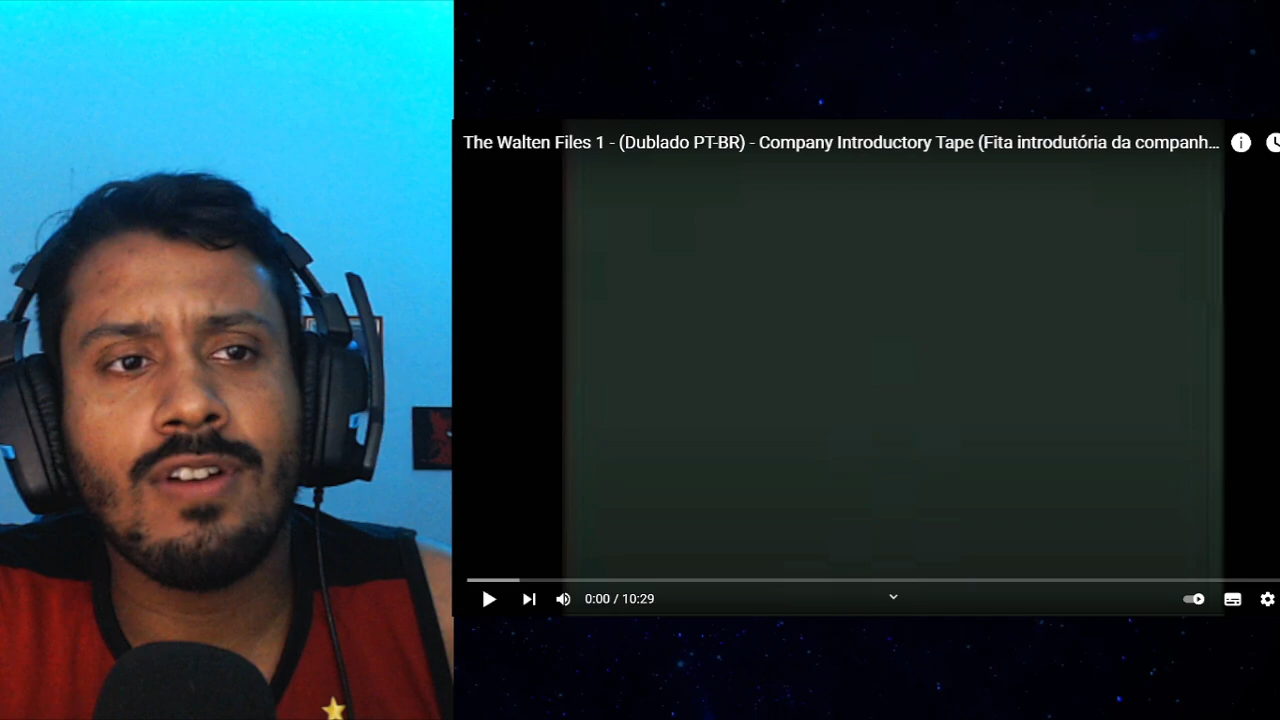 The Walten Files 1 - (Dublado PT-BR) - Company Introductory Tape (Fita introdutória da companh...
0:00 / 10:29